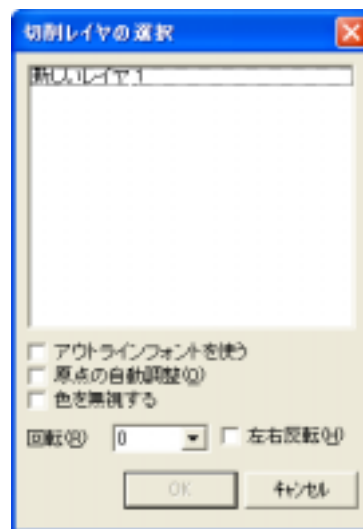 切削レイヤの選択
新しいレイヤ 1
アウトラインフォントを使う
原点の自動調整(O)
色を無視する
回転(R) 0 左右反転(H)
OK キャンセル